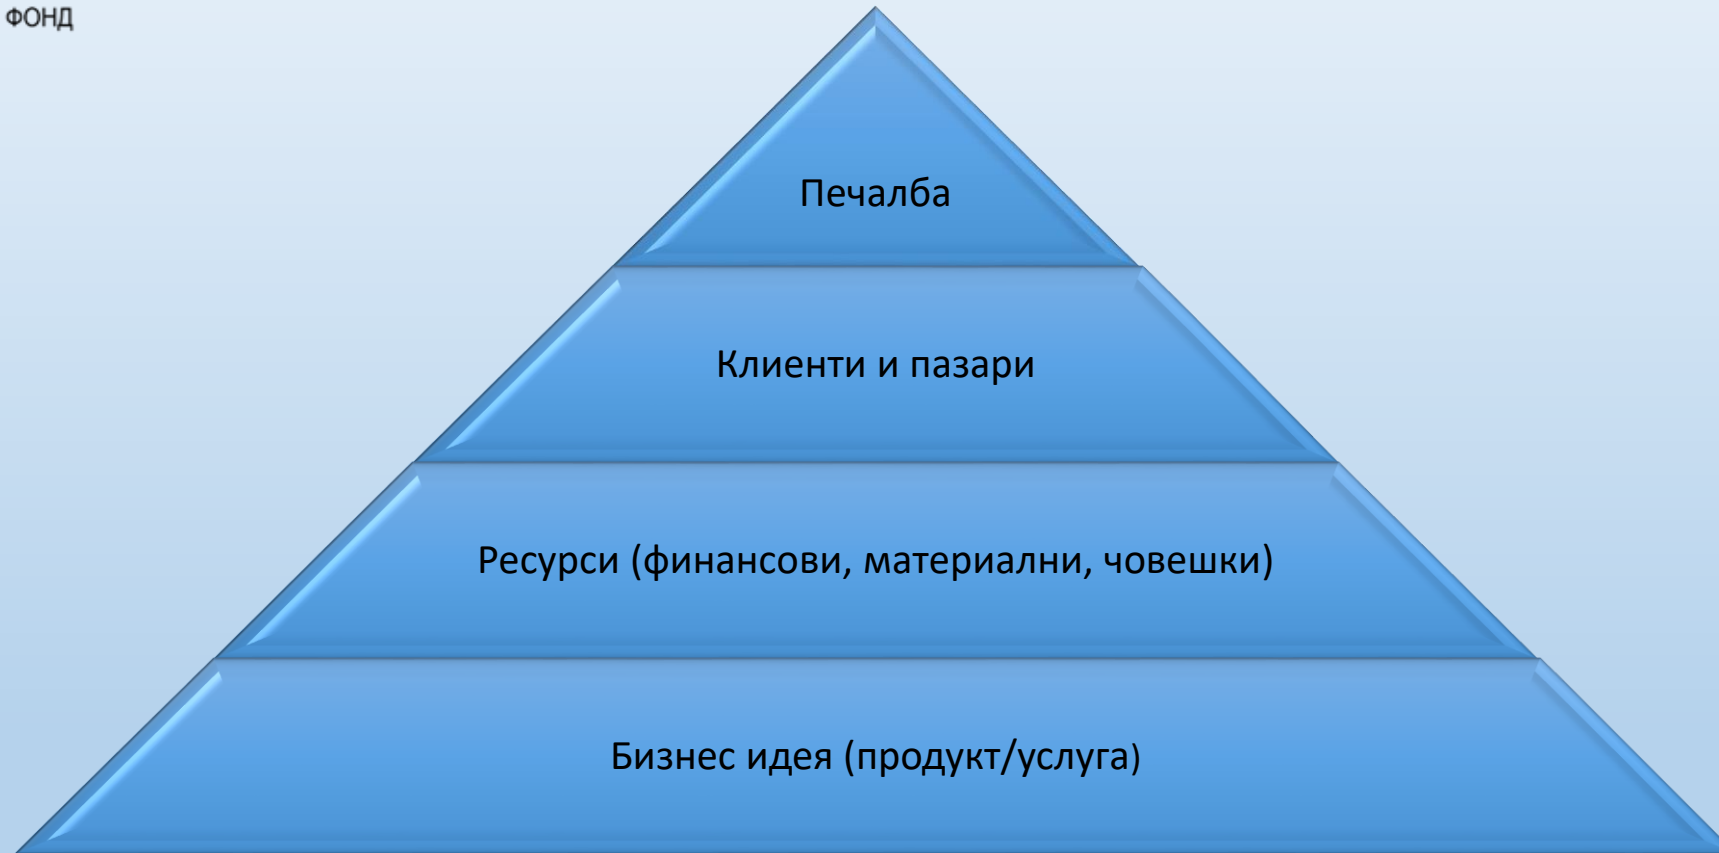 ФОНД
Печалба
Клиенти и пазари
Ресурси (финансови, материални, човешки)
Бизнес идея (продукт/услуга)